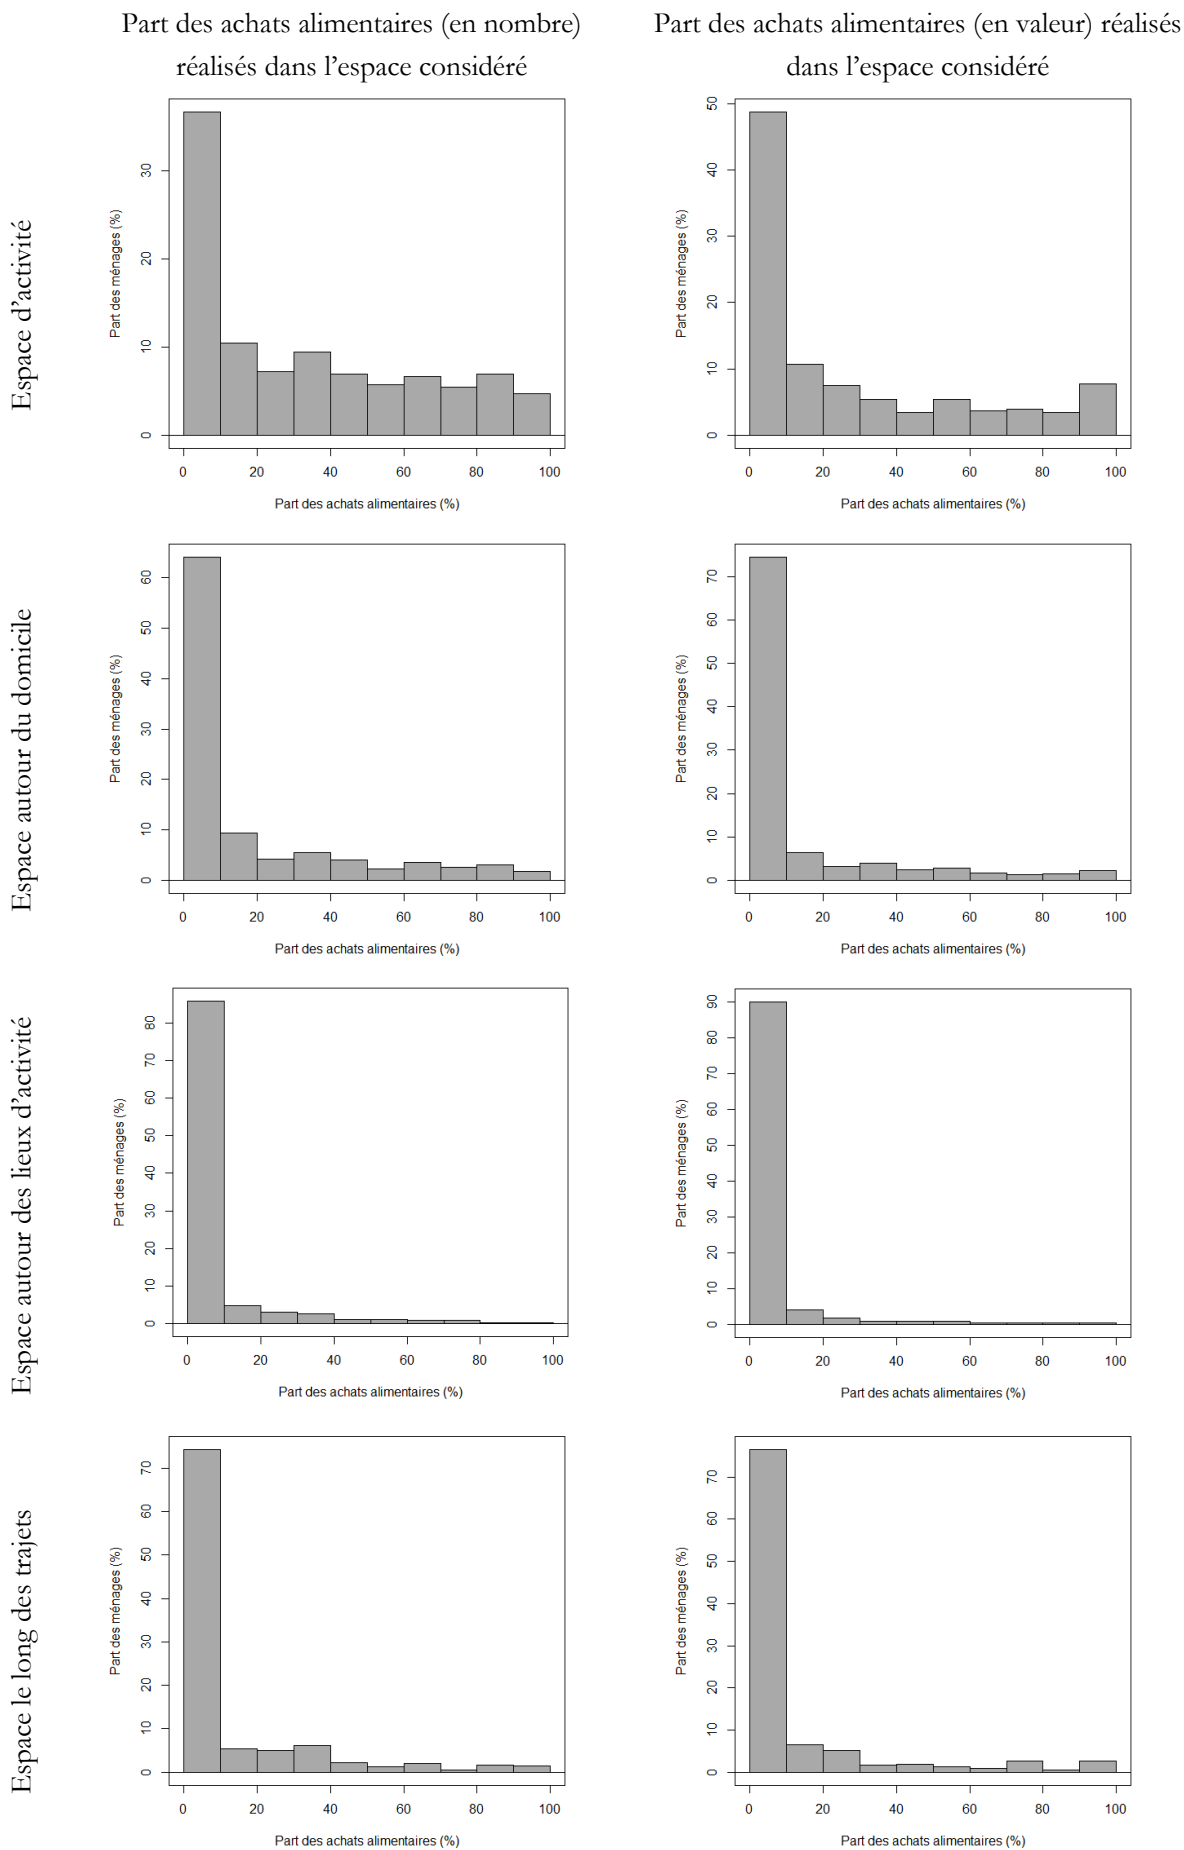 Part des achats alimentaires (en nombre)
réalisés dans l'espace considéré
Part des achats alimentaires (en valeur) réalisés
dans l'espace considéré
Espace d'activité
Part des ménages (%)
0 10 20 30
0 20 40 60 80 100
Part des achats alimentaires (%)
Part des ménages (%)
0 10 20 30 40 50
0 20 40 60 80 100
Part des achats alimentaires (%)
Espace autour du domicile
Part des ménages (%)
0 10 20 30 40 50 60
0 20 40 60 80 100
Part des achats alimentaires (%)
Part des ménages (%)
0 10 20 30 40 50 60 70
0 20 40 60 80 100
Part des achats alimentaires (%)
Espace autour des lieux d'activité
Part des ménages (%)
0 10 20 30 40 50 60 70 80
0 20 40 60 80 100
Part des achats alimentaires (%)
Part des ménages (%)
0 10 20 30 40 50 60 70 80 90
0 20 40 60 80 100
Part des achats alimentaires (%)
Espace le long des trajets
Part des ménages (%)
0 10 20 30 40 50 60 70
0 20 40 60 80 100
Part des achats alimentaires (%)
Part des ménages (%)
0 10 20 30 40 50 60 70
0 20 40 60 80 100
Part des achats alimentaires (%)